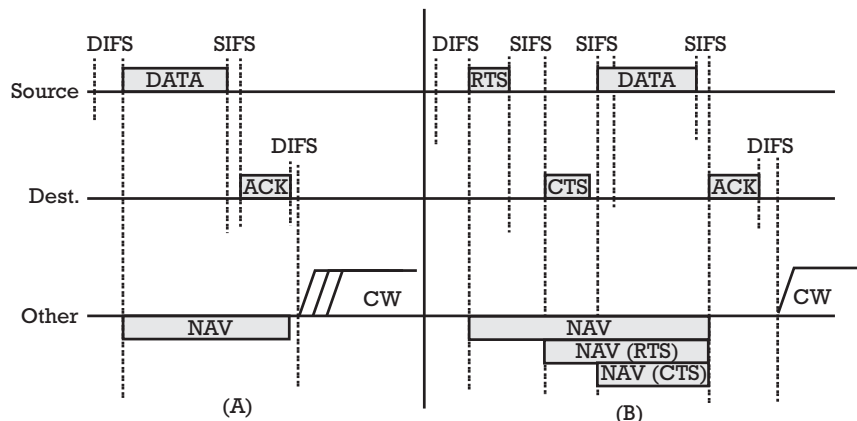 DIFS SIFS DIFS SIFS SIFS SIFS
Source DATA RTS DATA
DIFS DIFS
Dest. ACK CTS ACK
CW CW
Other
NAV NAV
NAV (RTS)
NAV (CTS)
(A) (B)